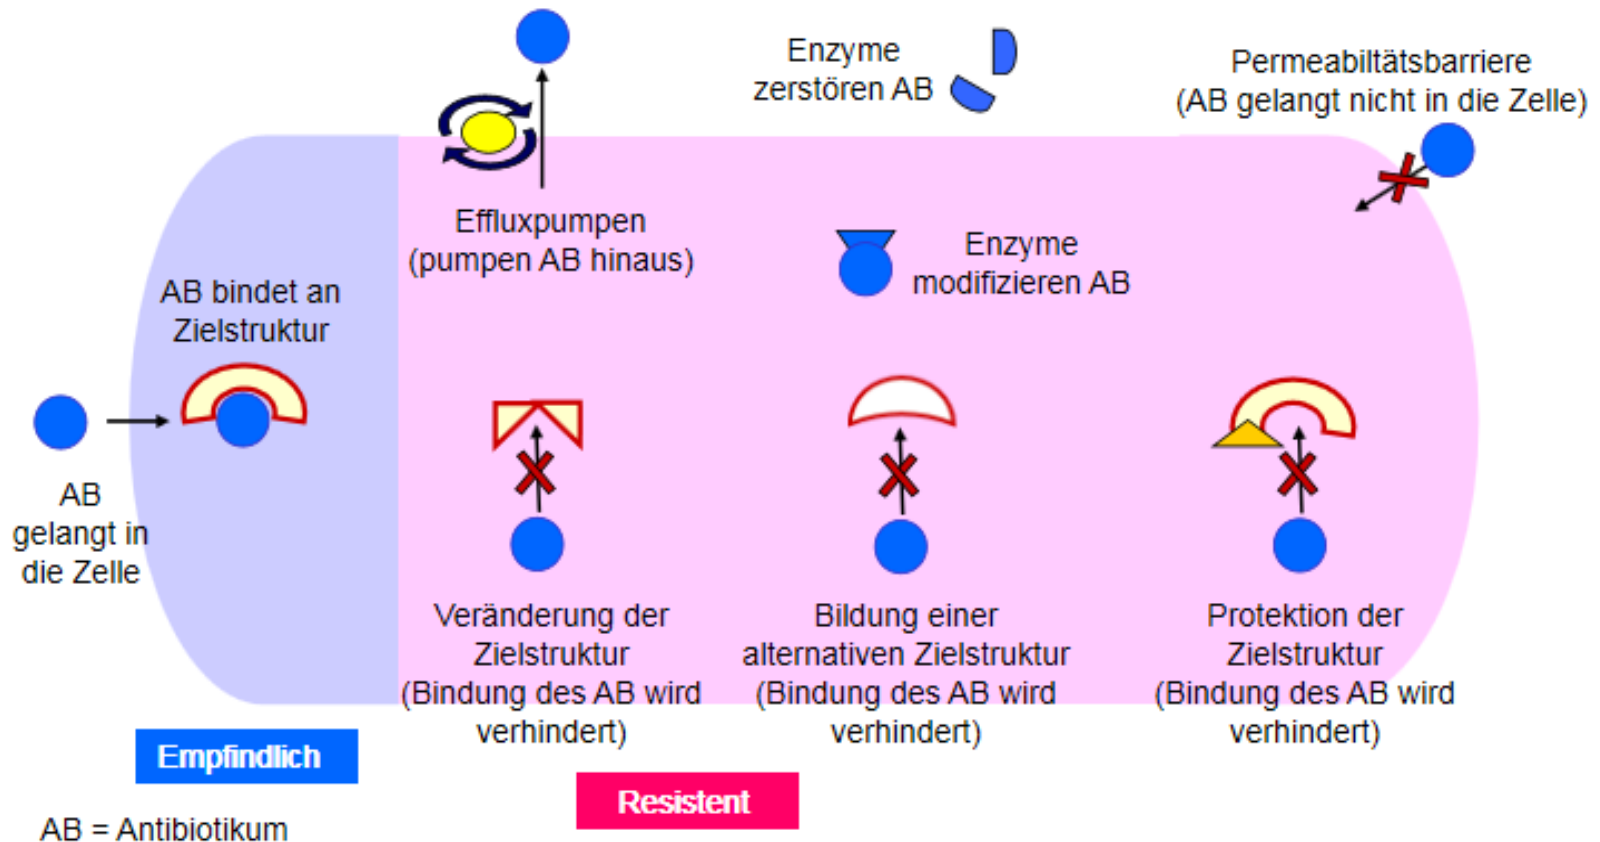 Enzyme
zerstören AB
Permeabiltätsbarriere
(AB gelangt nicht in die Zelle)
Effluxpumpen
(pumpen AB hinaus)
Enzyme
modifizieren AB
AB bindet an
Zielstruktur
AB
gelangt in
die Zelle
Veränderung der
Zielstruktur
(Bindung des AB wird
verhindert)
Bildung einer
alternativen Zielstruktur
(Bindung des AB wird
verhindert)
Protektion der
Zielstruktur
(Bindung des AB wird
verhindert)
Empfindlich
Resistent
AB = Antibiotikum